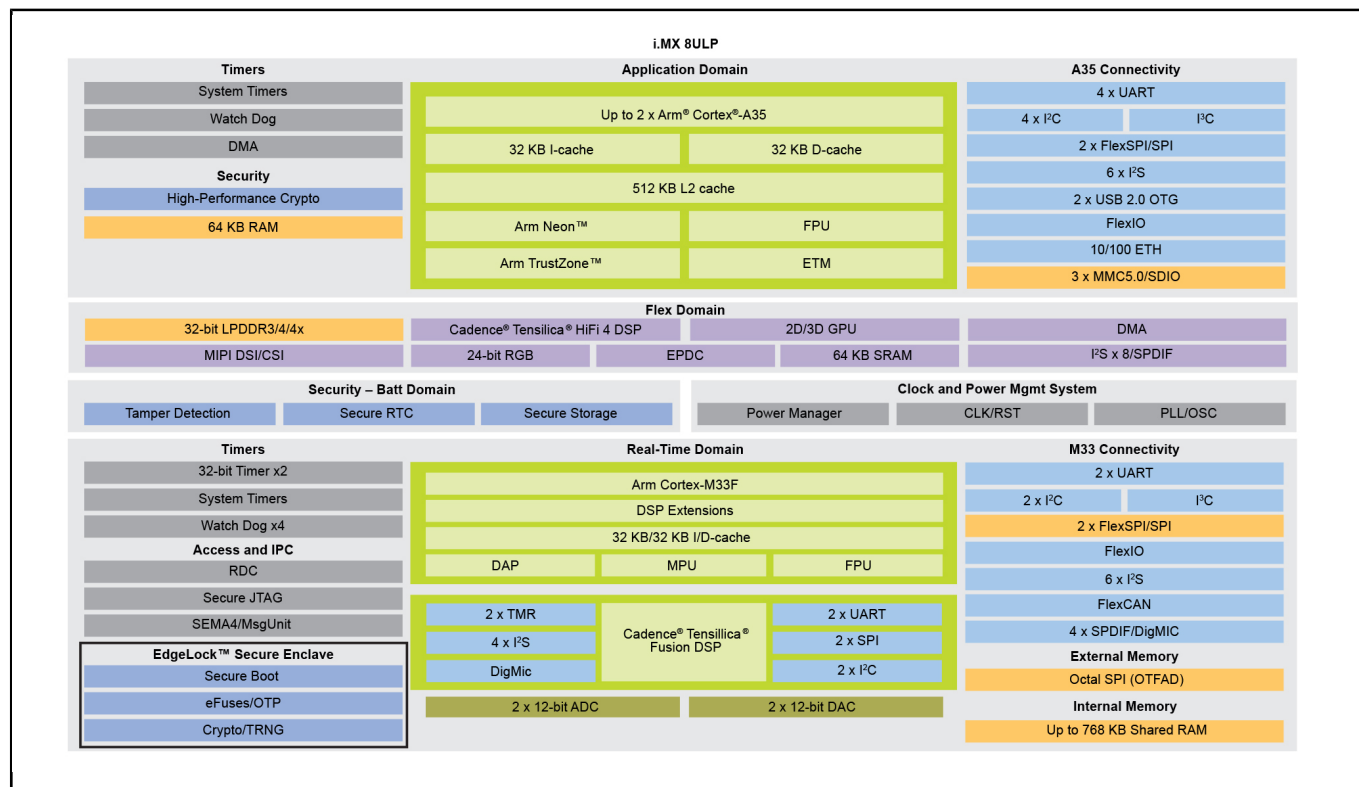 i.MX 8ULP
Timers
System Timers
Watch Dog
DMA
Security
High-Performance Crypto
64 KB RAM
Application Domain
Up to 2 x Arm® Cortex®-A35
32 KB I-cache
32 KB D-cache
512 KB L2 cache
Arm Neon™
FPU
Arm TrustZone™
ETM
A35 Connectivity
4 x UART
4 x I²C
I³C
2 x FlexSPI/SPI
6 x I²S
2 x USB 2.0 OTG
FlexIO
10/100 ETH
3 x MMC5.0/SDIO
Flex Domain
32-bit LPDDR3/4/4x
Cadence® Tensilica® HiFi 4 DSP
2D/3D GPU
DMA
MIPI DSI/CSI
24-bit RGB
EPDC
64 KB SRAM
I²S x 8/SPDIF
Security – Batt Domain
Tamper Detection
Secure RTC
Secure Storage
Clock and Power Mgmt System
Power Manager
CLK/RST
PLL/OSC
Timers
32-bit Timer x2
System Timers
Watch Dog x4
Access and IPC
RDC
Secure JTAG
SEMA4/MsgUnit
EdgeLock™ Secure Enclave
Secure Boot
eFuses/OTP
Crypto/TRNG
Real-Time Domain
Arm Cortex-M33F
DSP Extensions
32 KB/32 KB I/D-cache
DAP
MPU
FPU
2 x TMR
4 x I²S
DigMic
Cadence® Tensillica®
Fusion DSP
2 x UART
2 x SPI
2 x I²C
2 x 12-bit ADC
2 x 12-bit DAC
M33 Connectivity
2 x UART
2 x I²C
I³C
2 x FlexSPI/SPI
FlexIO
6 x I²S
FlexCAN
4 x SPDIF/DigMIC
External Memory
Octal SPI (OTFAD)
Internal Memory
Up to 768 KB Shared RAM